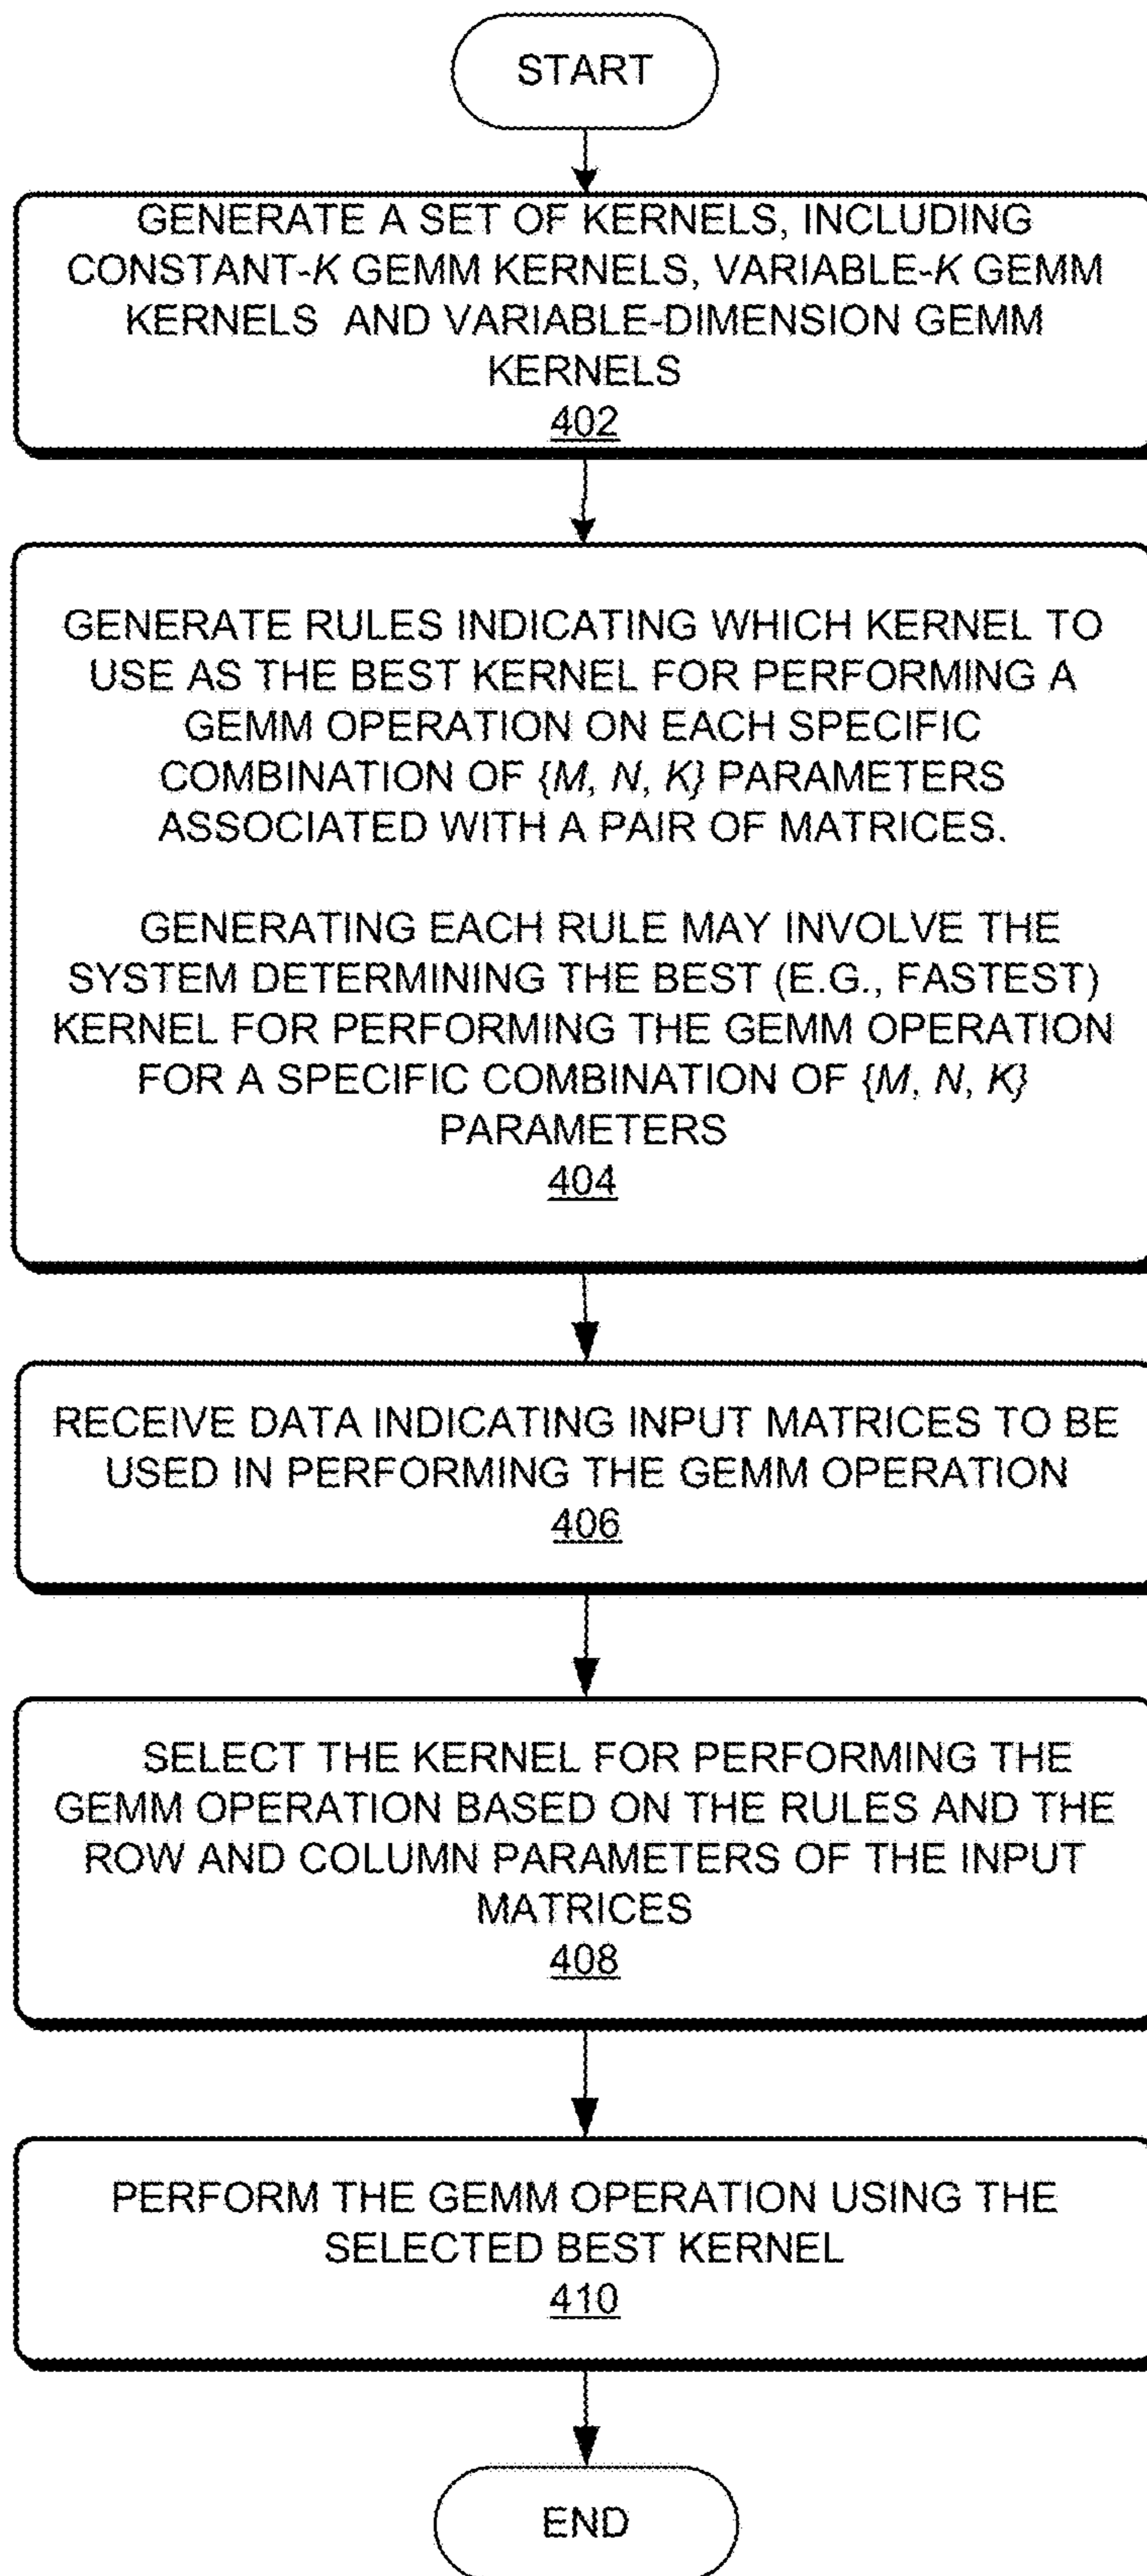 START
GENERATE A SET OF KERNELS, INCLUDING
CONSTANT-K GEMM KERNELS, VARIABLE-K GEMM
KERNELS AND VARIABLE-DIMENSION GEMM
KERNELS
402
GENERATE RULES INDICATING WHICH KERNEL TO
USE AS THE BEST KERNEL FOR PERFORMING A
GEMM OPERATION ON EACH SPECIFIC
COMBINATION OF {M, N, K} PARAMETERS
ASSOCIATED WITH A PAIR OF MATRICES.
GENERATING EACH RULE MAY INVOLVE THE
SYSTEM DETERMINING THE BEST (E.G., FASTEST)
KERNEL FOR PERFORMING THE GEMM OPERATION
FOR A SPECIFIC COMBINATION OF {M, N, K}
PARAMETERS
404
RECEIVE DATA INDICATING INPUT MATRICES TO BE
USED IN PERFORMING THE GEMM OPERATION
406
SELECT THE KERNEL FOR PERFORMING THE
GEMM OPERATION BASED ON THE RULES AND THE
ROW AND COLUMN PARAMETERS OF THE INPUT
MATRICES
408
PERFORM THE GEMM OPERATION USING THE
SELECTED BEST KERNEL
410
END